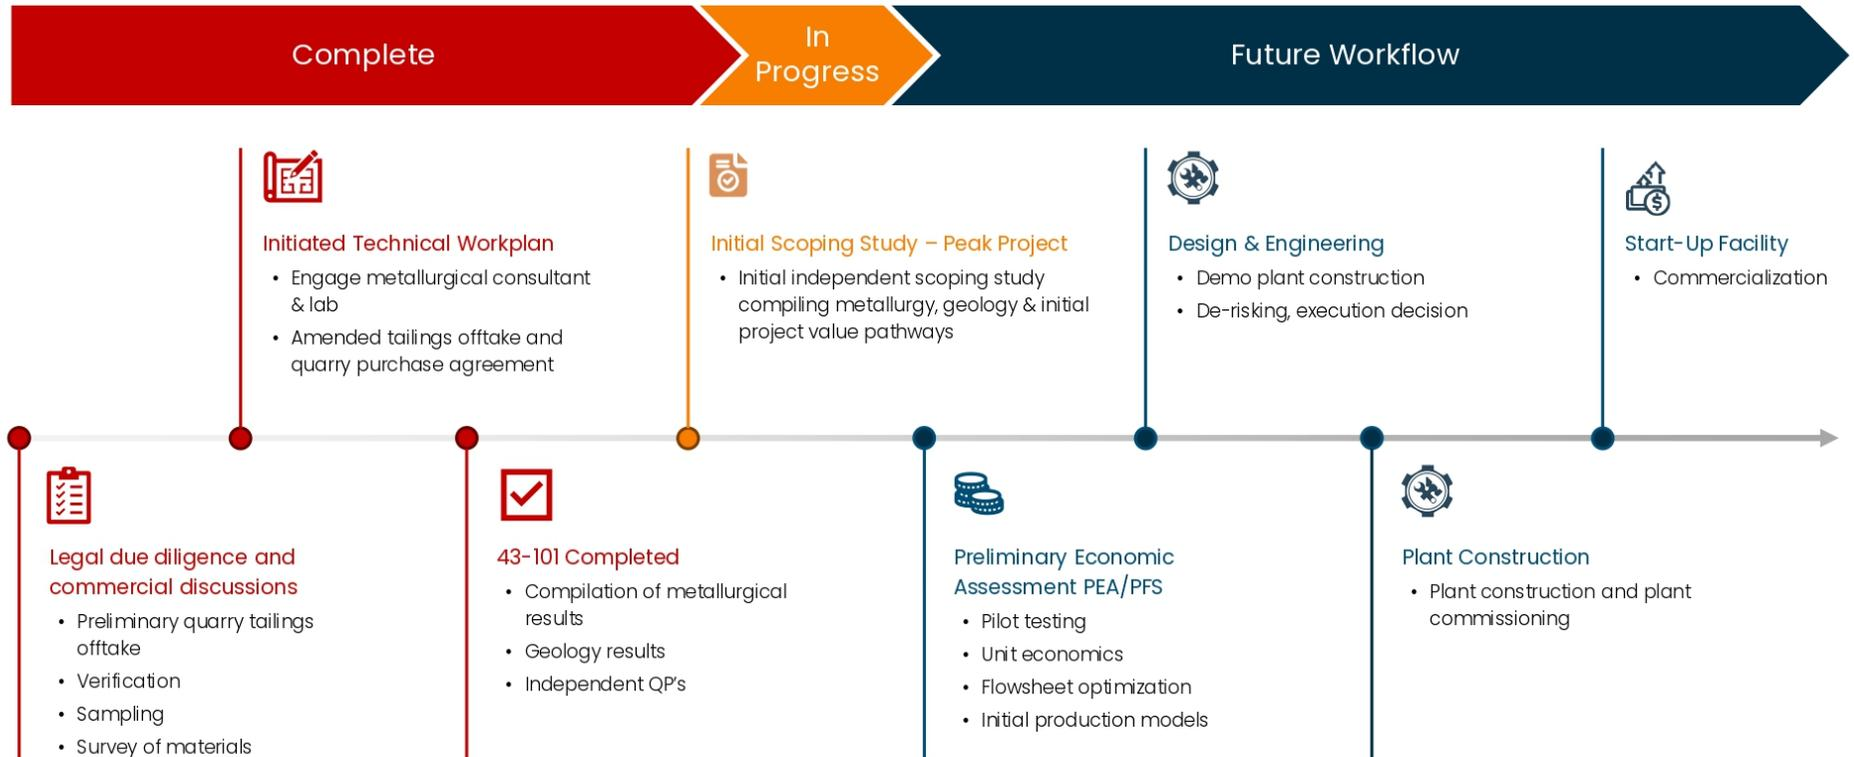 Complete
In
Progress
Future Workflow
Initiated Technical Workplan
• Engage metallurgical consultant
& lab
• Amended tailings offtake and
quarry purchase agreement
Initial Scoping Study – Peak Project
• Initial independent scoping study
compiling metallurgy, geology & initial
project value pathways
Design & Engineering
• Demo plant construction
• De-risking, execution decision
Start-Up Facility
• Commercialization
Legal due diligence and
commercial discussions
• Preliminary quarry tailings
offtake
• Verification
• Sampling
• Survey of materials
43-101 Completed
• Compilation of metallurgical
results
• Geology results
• Independent QP's
Preliminary Economic
Assessment PEA/PFS
• Pilot testing
• Unit economics
• Flowsheet optimization
• Initial production models
Plant Construction
• Plant construction and plant
commissioning